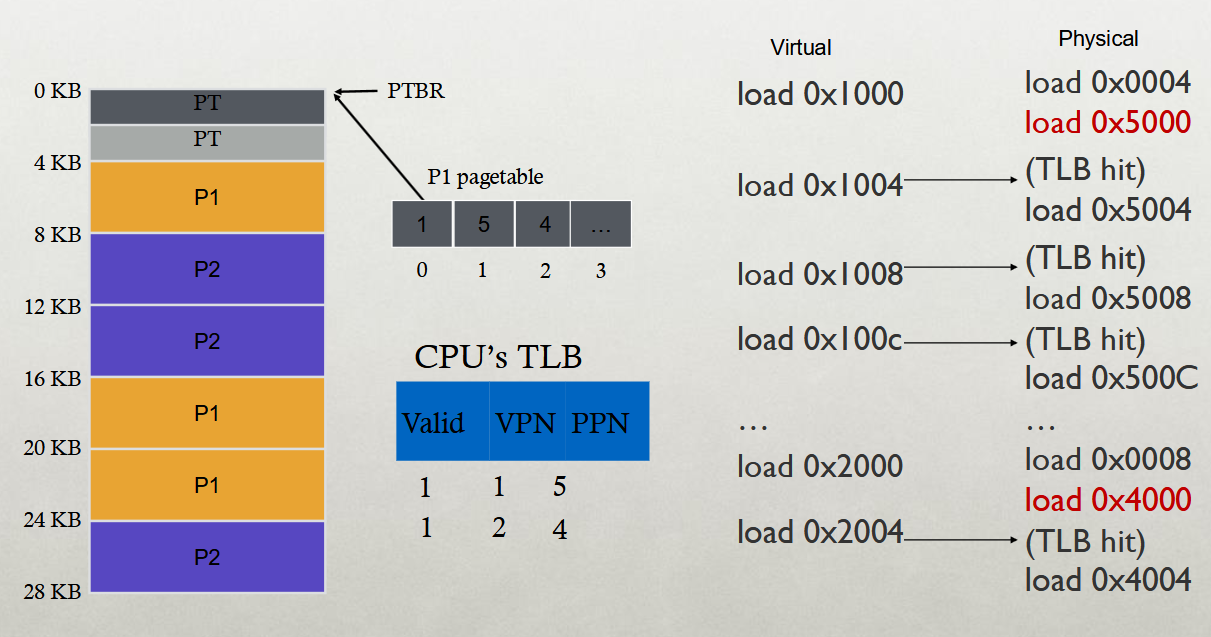 0 KB
PT
PT
4 KB
P1
8 KB
P2
12 KB
P2
16 KB
P1
20 KB
P1
24 KB
P2
28 KB
PTBR
P1 pagetable
1 5 4 ...
0 1 2 3
CPU's TLB
Valid VPN PPN
1 1 5
1 2 4
Virtual
load 0x1000
load 0x1004
load 0x1008
load 0x100c
...
load 0x2000
load 0x2004
Physical
load 0x0004
load 0x5000
(TLB hit)
load 0x5004
(TLB hit)
load 0x5008
(TLB hit)
load 0x500C
...
load 0x0008
load 0x4000
(TLB hit)
load 0x4004